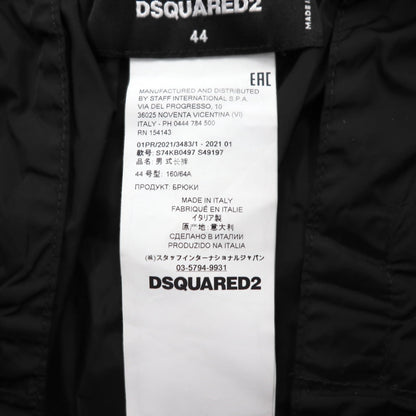 DSQUARED2
44
MADE
EAC
MANUFACTURED AND DISTRIBUTED
BY STAFF INTERNATIONAL S.P.A.
VIA DEL PROGRESSO, 10
36025 NOVENTA VICENTINA (VI)
ITALY - PH.0444 784 500
RN 154143
01PR/2021/3483/1 - 2021 01
款号: S74KB0497 S49197
品名: 男式长裤
44 号型: 160/64A
ПРОДУКТ: БРЮКИ
MADE IN ITALY
FABRIQUÉ EN ITALIE
イタリア製
原产地: 意大利
СДЕЛАНО В ИТАЛИИ
PRODUZIDO NA ITALIA
(株)スタッフインターナショナルジャパン
03-5794-9931
DSQUARED2